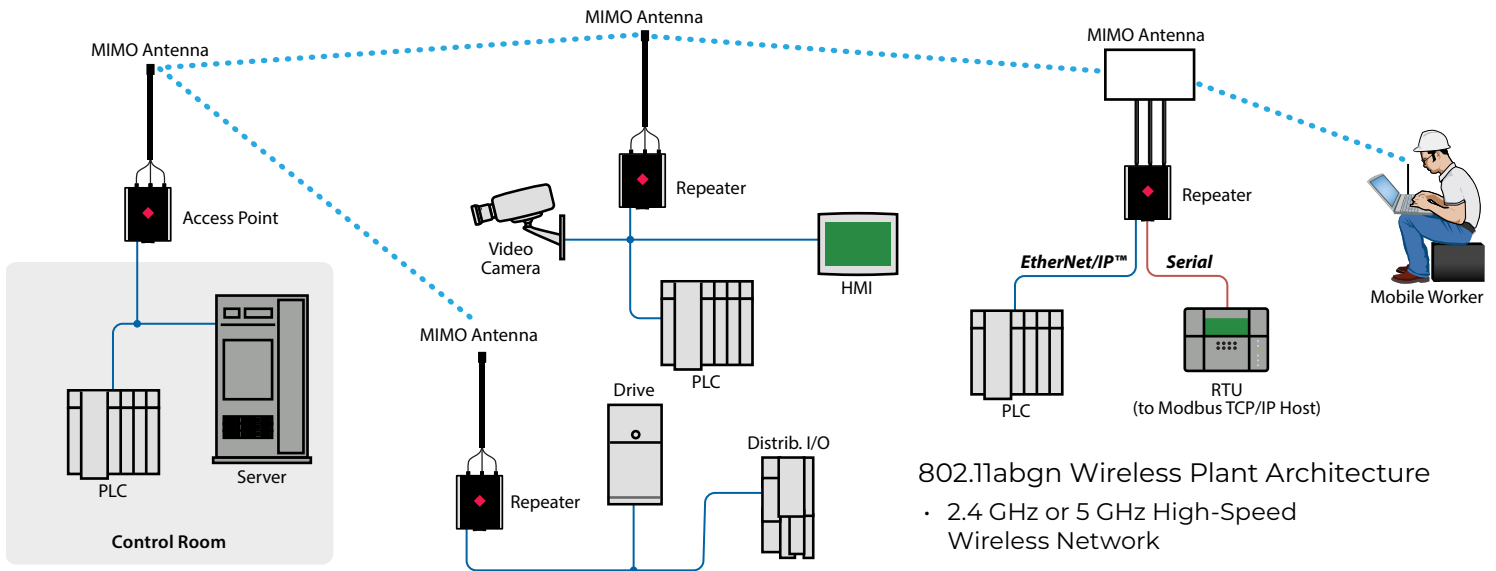 MIMO Antenna
MIMO Antenna
MIMO Antenna
Access Point
Repeater
Repeater
Video
Camera
HMI
EtherNet/IP™
Serial
Mobile Worker
MIMO Antenna
PLC
Drive
PLC
RTU
(to Modbus TCP/IP Host)
Distrib. I/O
PLC
Server
Repeater
Control Room
802.11abgn Wireless Plant Architecture
· 2.4 GHz or 5 GHz High-Speed
Wireless Network